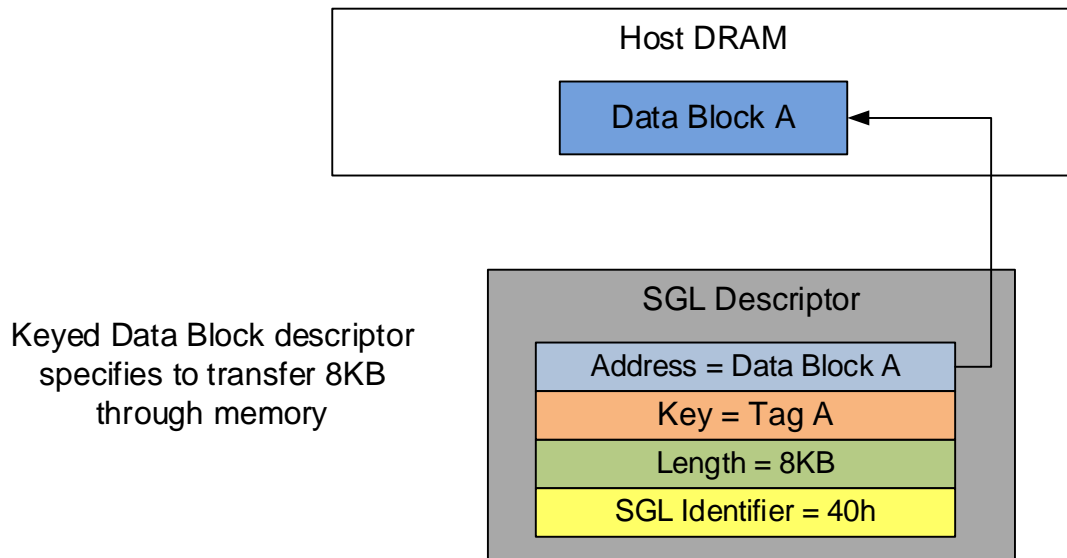 Host DRAM
Data Block A
SGL Descriptor
Keyed Data Block descriptor
specifies to transfer 8KB
through memory
Address = Data Block A
Key = Tag A
Length = 8KB
SGL Identifier = 40h